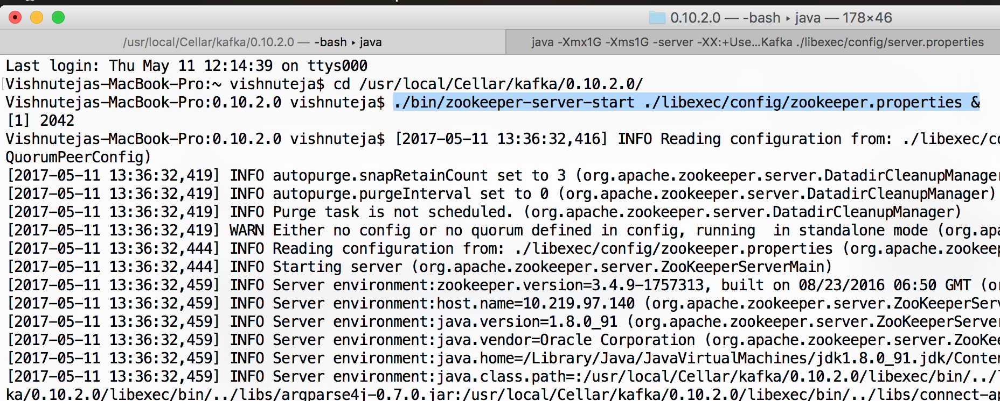 0.10.2.0 — -bash ▸ java — 178×46
/usr/local/Cellar/kafka/0.10.2.0 — -bash ▸ java
java -Xmx1G -Xms1G -server -XX:+Use...Kafka ./libexec/config/server.properties
Last login: Thu May 11 12:14:39 on ttys000
[Vishnutejas-MacBook-Pro:~ vishnuteja$ cd /usr/local/Cellar/kafka/0.10.2.0/
Vishnutejas-MacBook-Pro:0.10.2.0 vishnuteja$ ./bin/zookeeper-server-start ./libexec/config/zookeeper.properties &
[1] 2042
Vishnutejas-MacBook-Pro:0.10.2.0 vishnuteja$ [2017-05-11 13:36:32,416] INFO Reading configuration from: ./libexec/co
QuorumPeerConfig)
[2017-05-11 13:36:32,419] INFO autopurge.snapRetainCount set to 3 (org.apache.zookeeper.server.DatadirCleanupManager
[2017-05-11 13:36:32,419] INFO autopurge.purgeInterval set to 0 (org.apache.zookeeper.server.DatadirCleanupManager)
[2017-05-11 13:36:32,419] INFO Purge task is not scheduled. (org.apache.zookeeper.server.DatadirCleanupManager)
[2017-05-11 13:36:32,419] WARN Either no config or no quorum defined in config, running  in standalone mode (org.apa
[2017-05-11 13:36:32,444] INFO Reading configuration from: ./libexec/config/zookeeper.properties (org.apache.zookeep
[2017-05-11 13:36:32,444] INFO Starting server (org.apache.zookeeper.server.ZooKeeperServerMain)
[2017-05-11 13:36:32,459] INFO Server environment:zookeeper.version=3.4.9-1757313, built on 08/23/2016 06:50 GMT (or
[2017-05-11 13:36:32,459] INFO Server environment:host.name=10.219.97.140 (org.apache.zookeeper.server.ZooKeeperServ
[2017-05-11 13:36:32,459] INFO Server environment:java.version=1.8.0_91 (org.apache.zookeeper.server.ZooKeeperServer
[2017-05-11 13:36:32,459] INFO Server environment:java.vendor=Oracle Corporation (org.apache.zookeeper.server.ZooKee
[2017-05-11 13:36:32,459] INFO Server environment:java.home=/Library/Java/JavaVirtualMachines/jdk1.8.0_91.jdk/Conten
[2017-05-11 13:36:32,459] INFO Server environment:java.class.path=:/usr/local/Cellar/kafka/0.10.2.0/libexec/bin/../l
ka/0.10.2.0/libexec/bin/../libs/argparse4j-0.7.0.jar:/usr/local/Cellar/kafka/0.10.2.0/libexec/bin/../libs/connect-ap